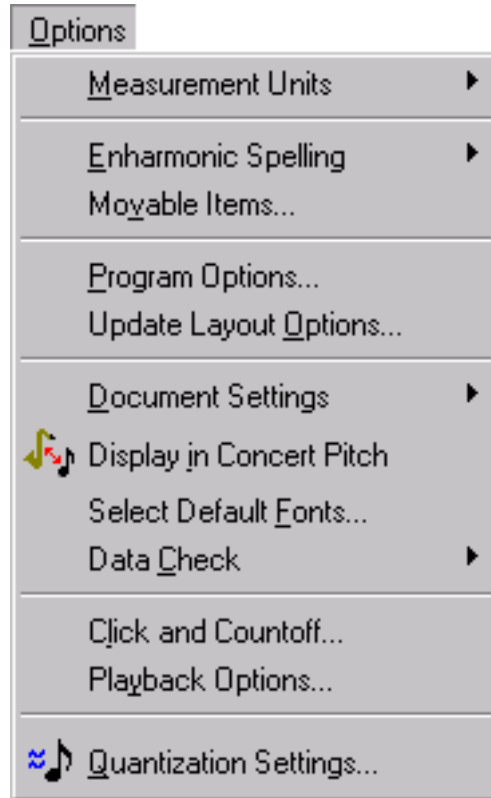 Options
Measurement Units
Enharmonic Spelling
Movable Items...
Program Options...
Update Layout Options...
Document Settings
Display in Concert Pitch
Select Default Fonts...
Data Check
Click and Countoff...
Playback Options...
Quantization Settings...